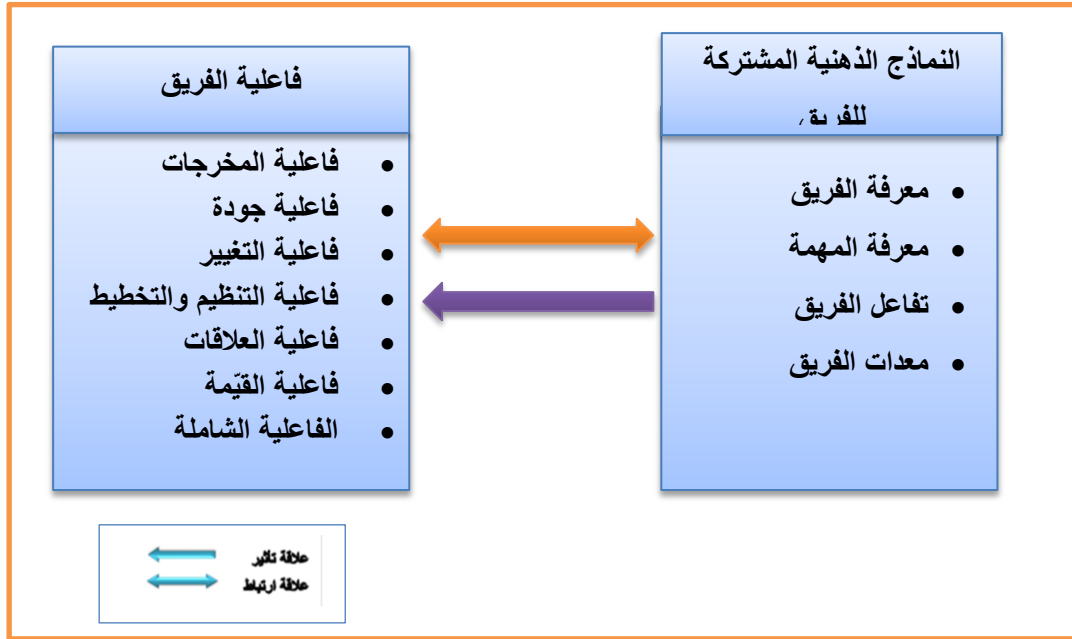 النماذج الذهنية المشتركة
للفريق
معرفة الفريق
معرفة المهمة
تفاعل الفريق
معدات الفريق
فاعلية الفريق
فاعلية المخرجات
فاعلية جودة
فاعلية التغيير
فاعلية التنظيم والتخطيط
فاعلية العلاقات
فاعلية القيّمة
الفاعلية الشاملة
علاقة تأثير
علاقة ارتباط